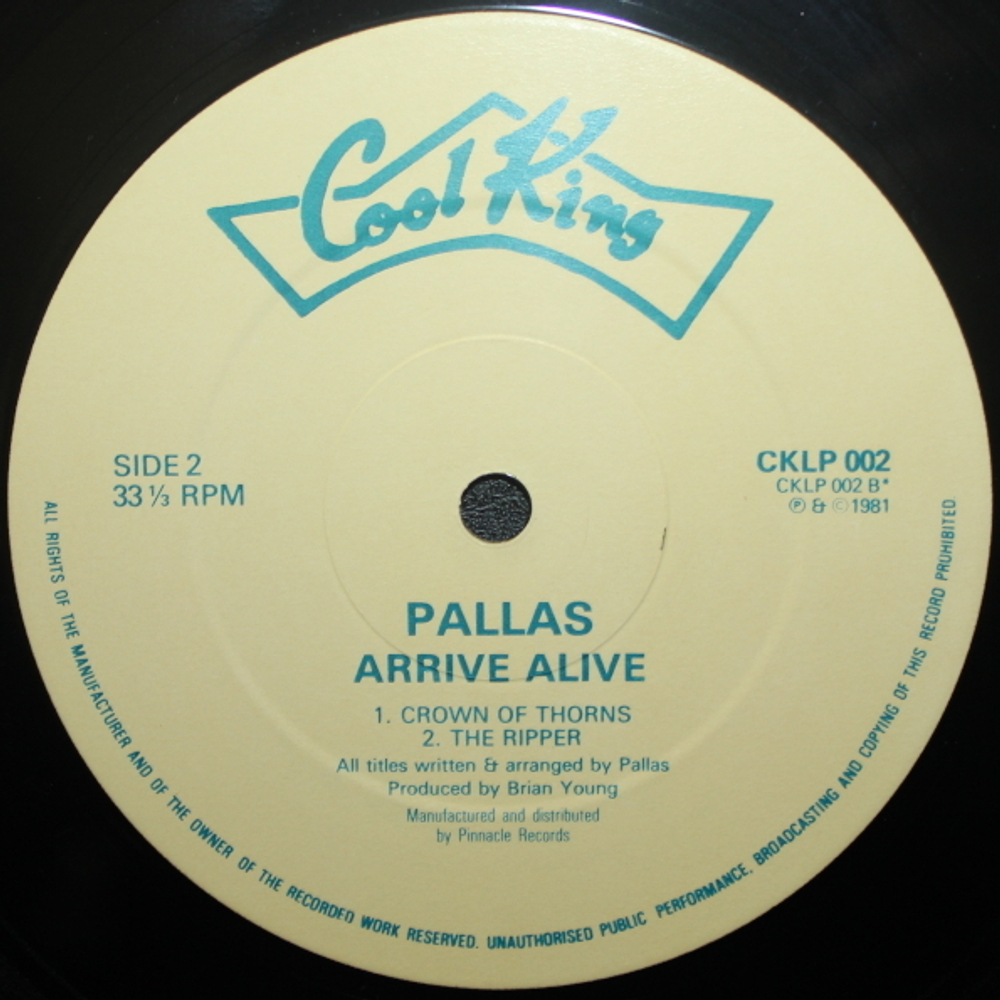 Cool King
SIDE 2
33 ⅓ RPM
CKLP 002
CKLP 002 B*
℗ & © 1981
PALLAS
ARRIVE ALIVE
1. CROWN OF THORNS
2. THE RIPPER
All titles written & arranged by Pallas
Produced by Brian Young
Manufactured and distributed
by Pinnacle Records
ALL RIGHTS OF THE MANUFACTURER AND OF THE OWNER OF THE RECORDED WORK RESERVED. UNAUTHORISED PUBLIC PERFORMANCE, BROADCASTING AND COPYING OF THIS RECORD PROHIBITED